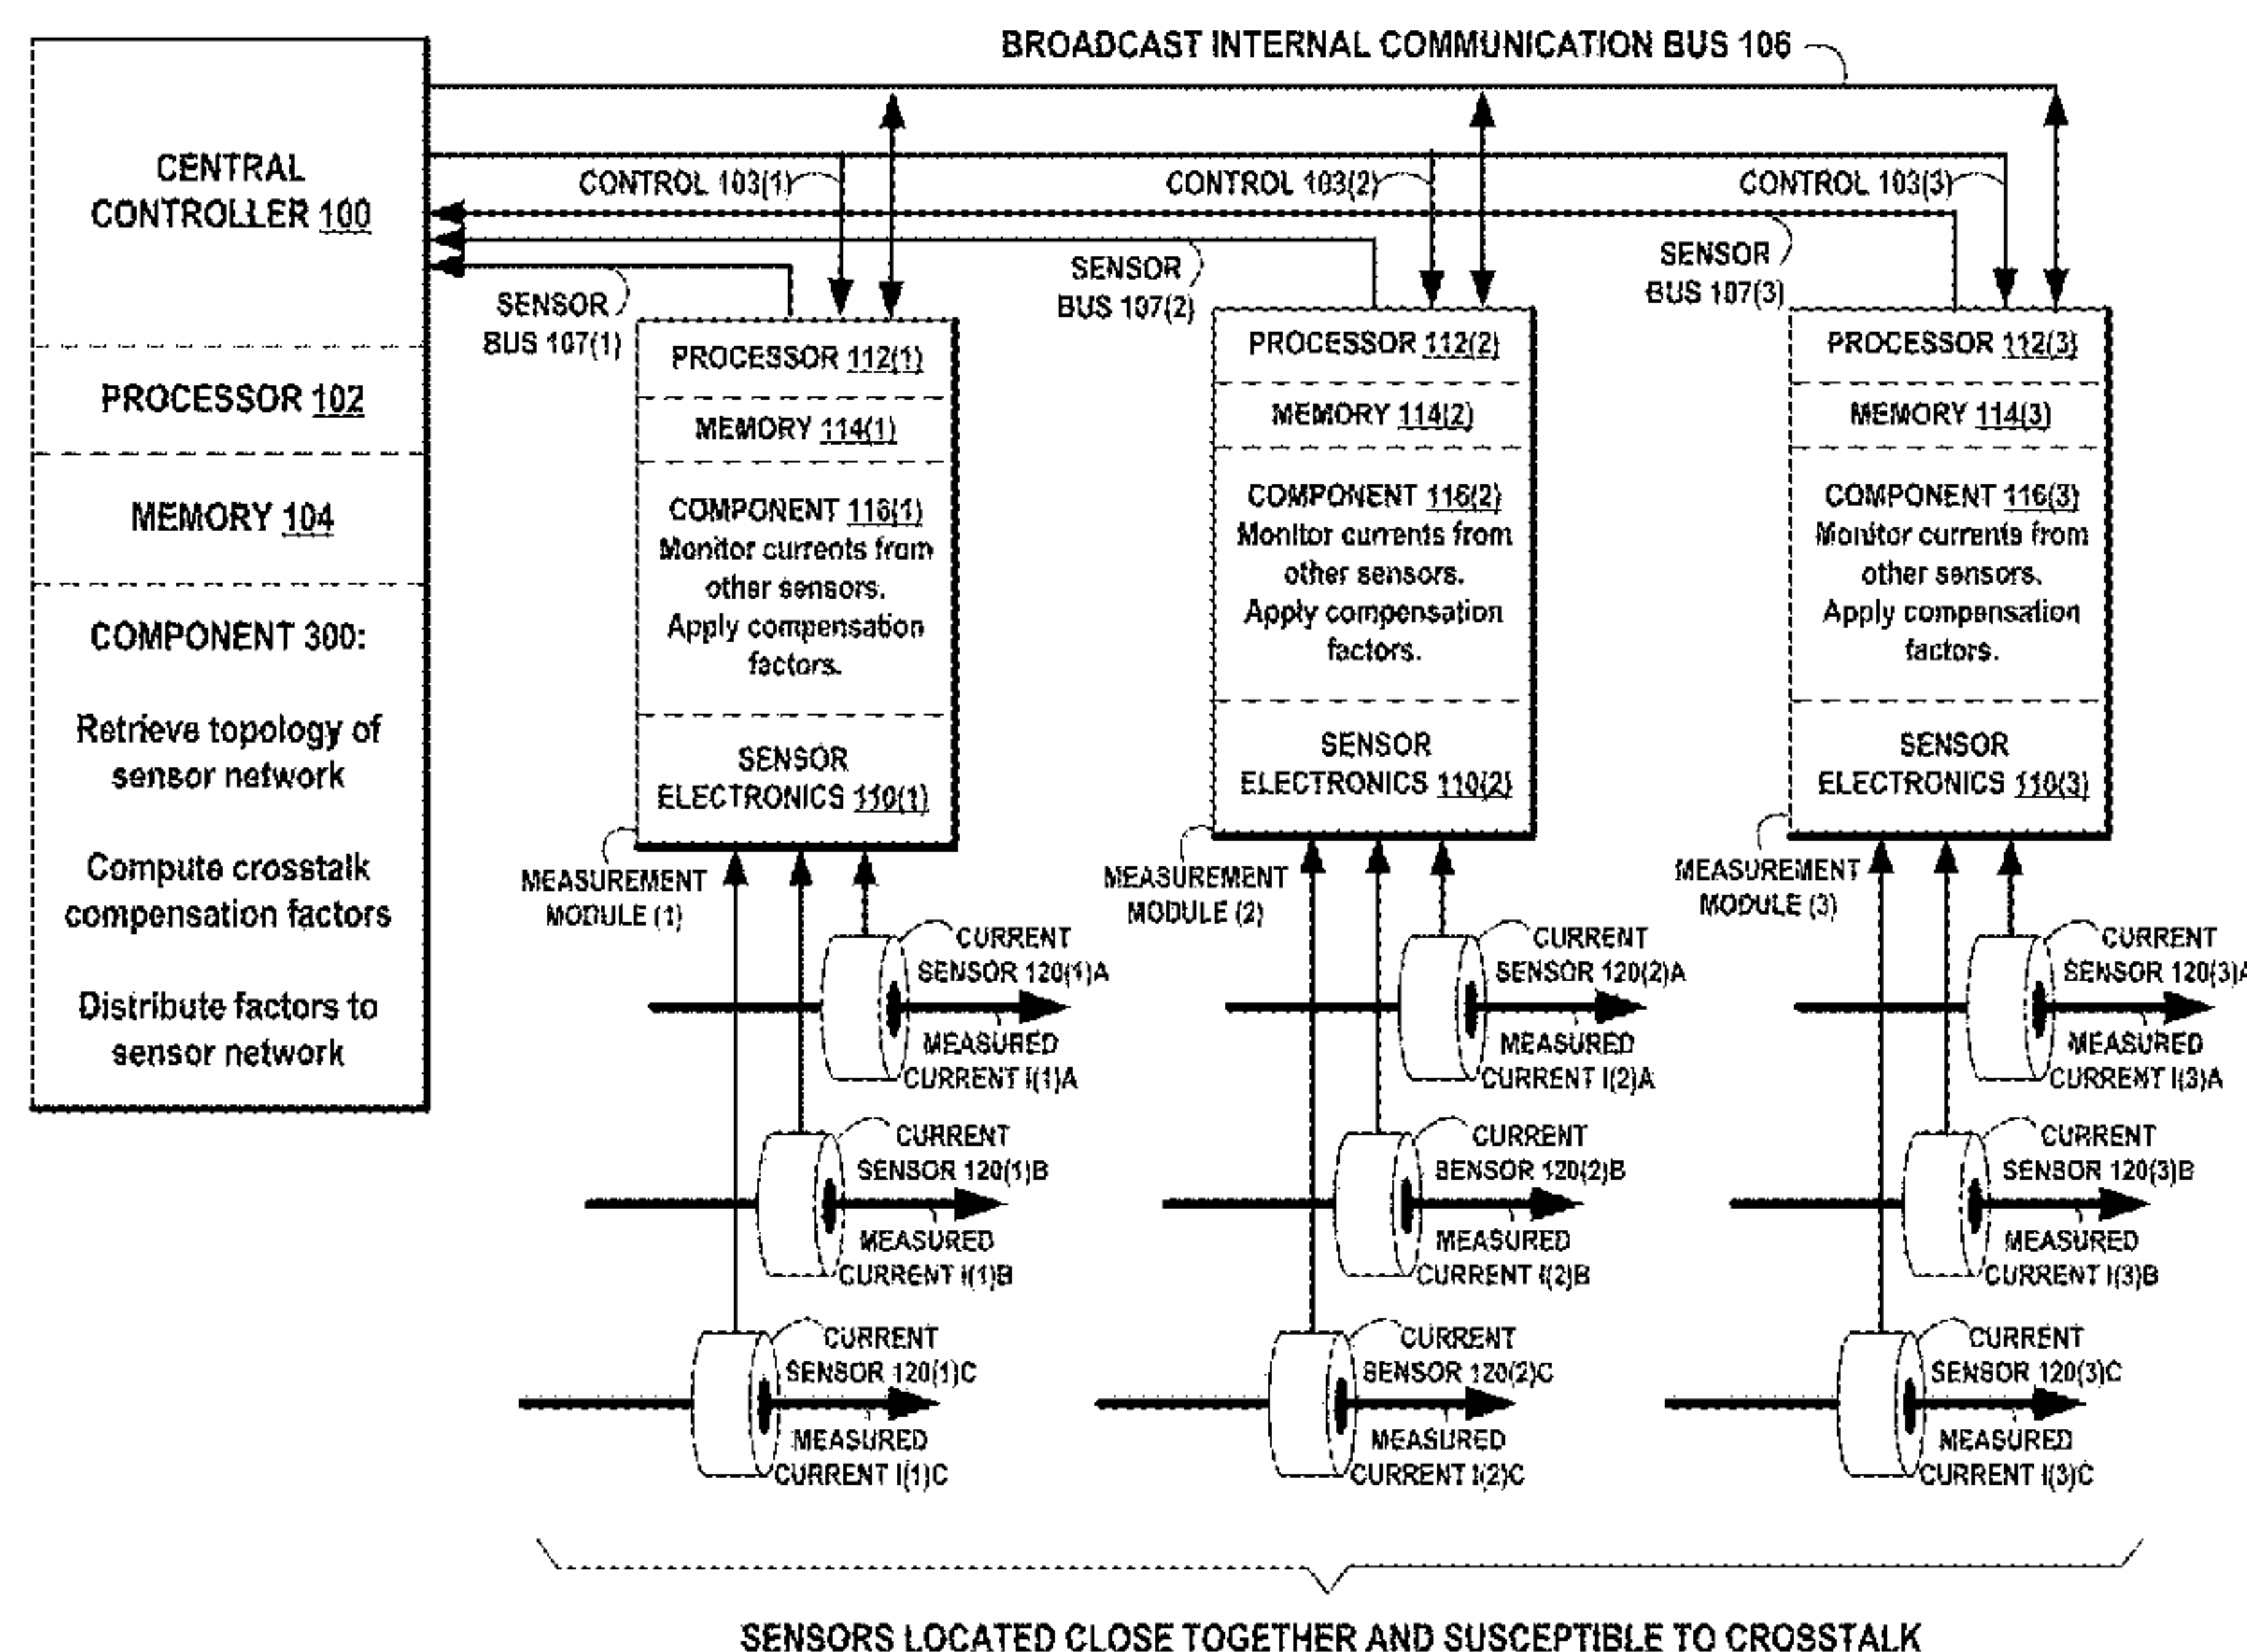 BROADCAST INTERNAL COMMUNICATION BUS 106
CENTRAL
CONTROLLER 100
PROCESSOR 102
MEMORY 104
COMPONENT 300:
Retrieve topology of
sensor network
Compute crosstalk
compensation factors
Distribute factors to
sensor network
CONTROL 103(1)
CONTROL 103(2)
CONTROL 103(3)
SENSOR
BUS 107(1)
SENSOR
BUS 107(2)
SENSOR
BUS 107(3)
PROCESSOR 112(1)
MEMORY 114(1)
COMPONENT 116(1)
Monitor currents from
other sensors.
Apply compensation
factors.
SENSOR
ELECTRONICS 110(1)
MEASUREMENT
MODULE (1)
PROCESSOR 112(2)
MEMORY 114(2)
COMPONENT 116(2)
Monitor currents from
other sensors.
Apply compensation
factors.
SENSOR
ELECTRONICS 110(2)
MEASUREMENT
MODULE (2)
PROCESSOR 112(3)
MEMORY 114(3)
COMPONENT 116(3)
Monitor currents from
other sensors.
Apply compensation
factors.
SENSOR
ELECTRONICS 110(3)
MEASUREMENT
MODULE (3)
CURRENT
SENSOR 120(1)A
MEASURED
CURRENT I(1)A
CURRENT
SENSOR 120(2)A
MEASURED
CURRENT I(2)A
CURRENT
SENSOR 120(3)A
MEASURED
CURRENT I(3)A
CURRENT
SENSOR 120(1)B
MEASURED
CURRENT I(1)B
CURRENT
SENSOR 120(2)B
MEASURED
CURRENT I(2)B
CURRENT
SENSOR 120(3)B
MEASURED
CURRENT I(3)B
CURRENT
SENSOR 120(1)C
MEASURED
CURRENT I(1)C
CURRENT
SENSOR 120(2)C
MEASURED
CURRENT I(2)C
CURRENT
SENSOR 120(3)C
MEASURED
CURRENT I(3)C
SENSORS LOCATED CLOSE TOGETHER AND SUSCEPTIBLE TO CROSSTALK